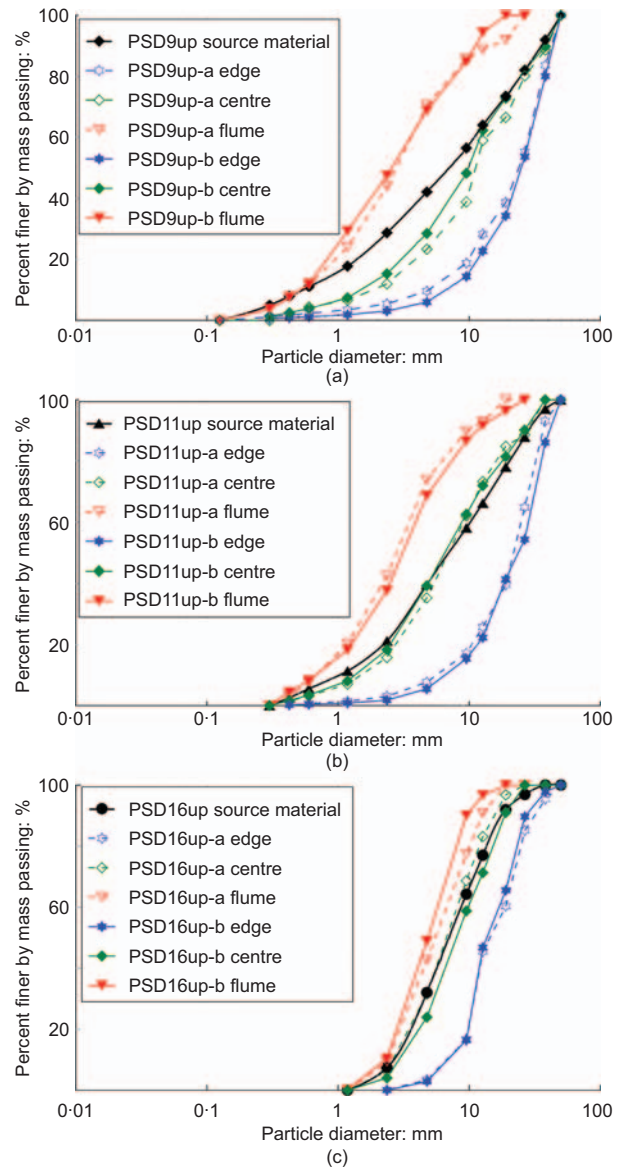 100
80
60
40
20
Percent finer by mass passing: %
PSD9up source material
PSD9up-a edge
PSD9up-a centre
PSD9up-a flume
PSD9up-b edge
PSD9up-b centre
PSD9up-b flume
0·01
0·1
1
10
100
Particle diameter: mm
(a)
100
60
20
Percent finer by mass passing: %
PSD11up source material
PSD11up-a edge
PSD11up-a centre
PSD11up-a flume
PSD11up-b edge
PSD11up-b centre
PSD11up-b flume
0·01
0·1
1
10
100
Particle diameter: mm
(b)
100
60
20
Percent finer by mass passing: %
PSD16up source material
PSD16up-a edge
PSD16up-a centre
PSD16up-a flume
PSD16up-b edge
PSD16up-b centre
PSD16up-b flume
0·01
0·1
1
10
100
Particle diameter: mm
(c)